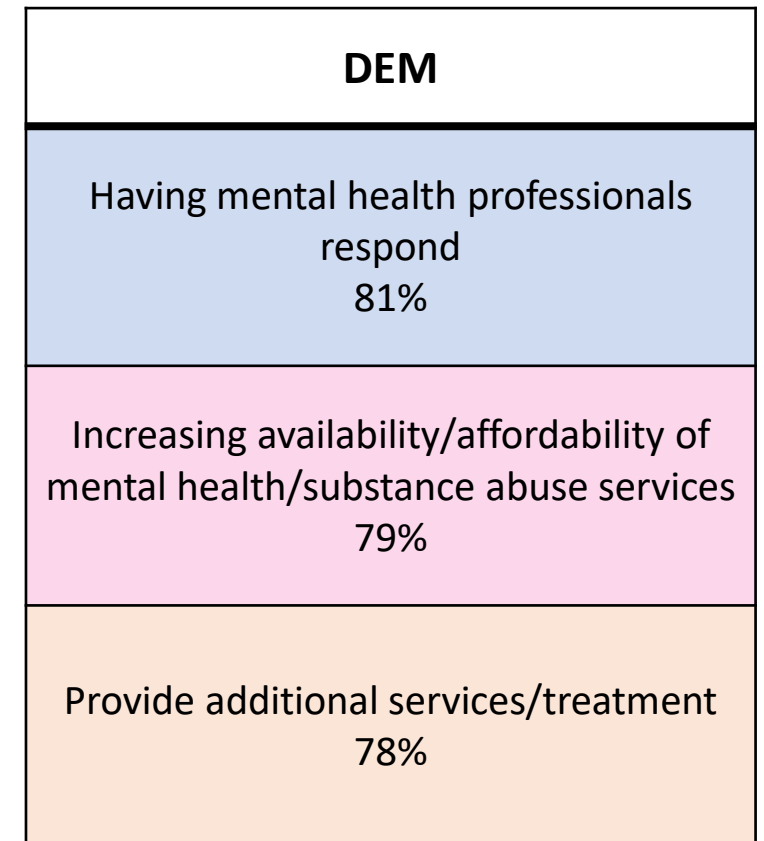 DEM
Having mental health professionals
respond
81%
Increasing availability/affordability of
mental health/substance abuse services
79%
Provide additional services/treatment
78%